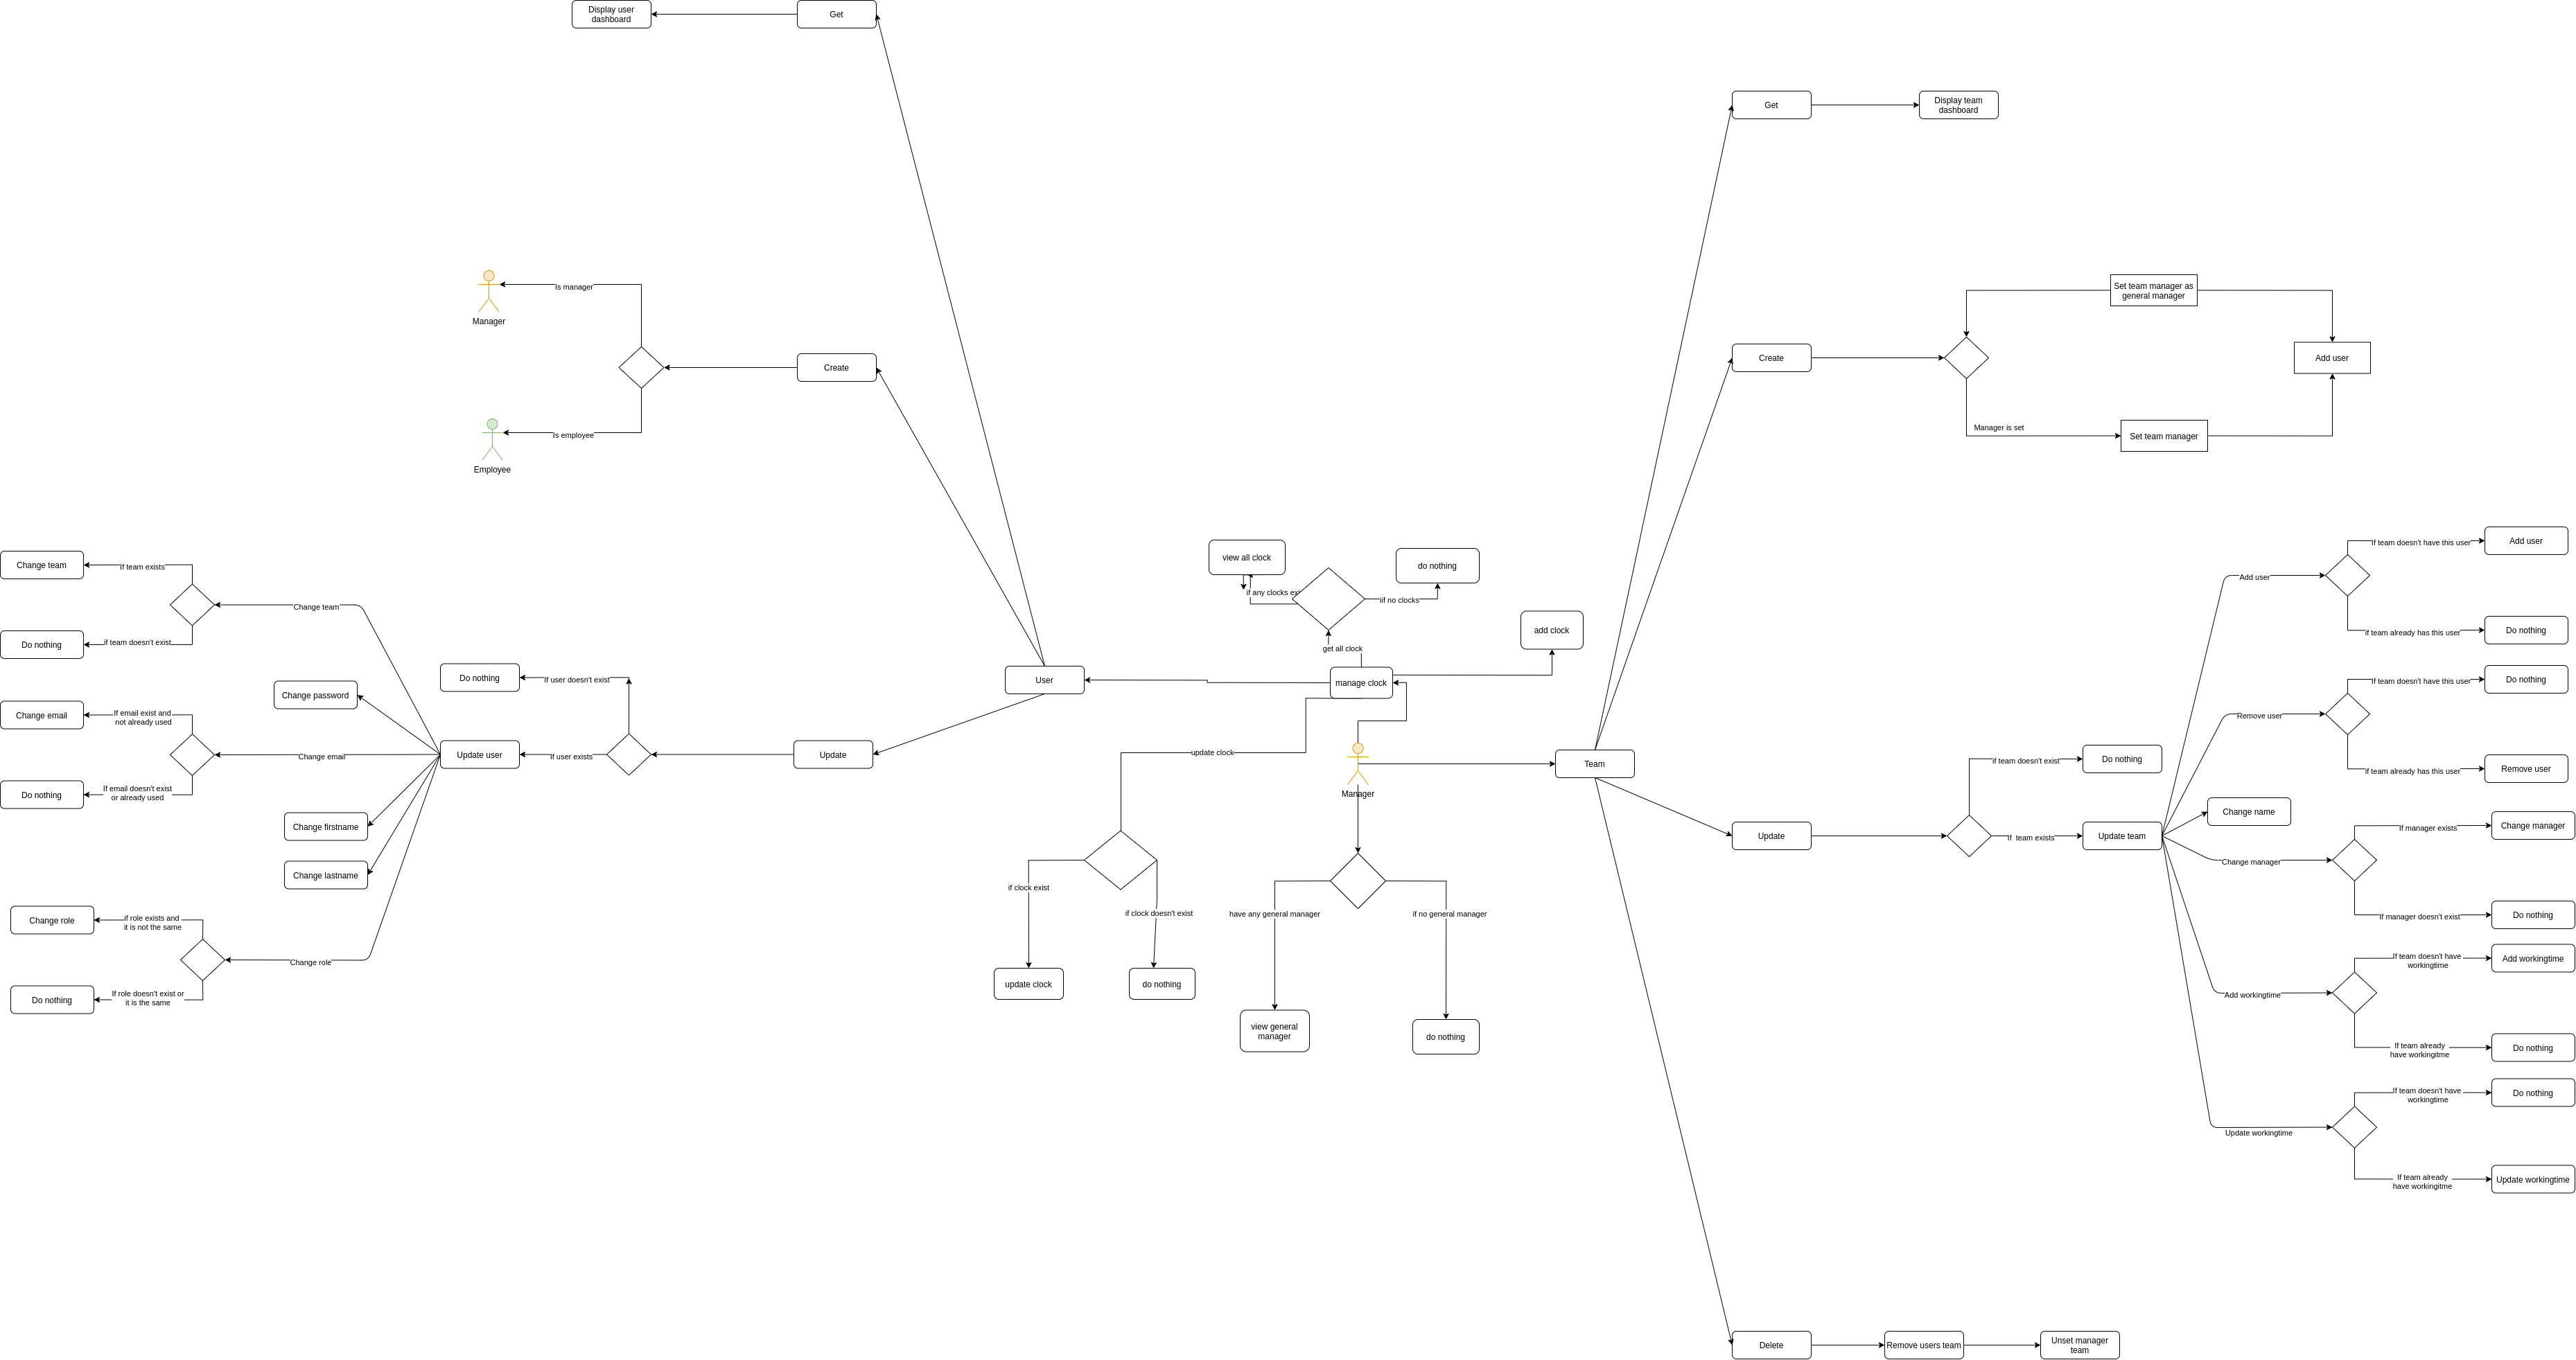 Display user
dashboard
Get
Get
Display team
dashboard
Is manager
Manager
Create
Is employee
Employee
Create
Set team manager as
general manager
Add user
Manager is set
Set team manager
Change team
If team exists
Change team
Do nothing
if team doesn't exist
Change password
Change email
If email exist and
not already used
Change email
Do nothing
If email doesn't exist
or already used
Change firstname
Change lastname
Change role
if role exists and
it is not the same
Change role
Do nothing
If role doesn't exist or
it is the same
Do nothing
If user doesn't exist
Update user
If user exists
Update
User
view all clock
if any clocks exi
do nothing
iif no clocks
get all clock
manage clock
add clock
update clock
Manager
Team
if clock exist
if clock doesn't exist
update clock
do nothing
have any general manager
if no general manager
view general
manager
do nothing
Update
if team doesn't exist
Do nothing
If  team exists
Update team
Add user
If team doesn't have this user
Add user
if team already has this user
Do nothing
Remove user
If team doesn't have this user
Do nothing
if team already has this user
Remove user
Change name
Change manager
If manager exists
Change manager
If manager doesn't exist
Do nothing
Add workingtime
If team doesn't have
workingtime
Add workingtime
If team already
have workingitme
Do nothing
Update workingtime
If team doesn't have
workingtime
Do nothing
If team already
have workingitme
Update workingtime
Delete
Remove users team
Unset manager
team